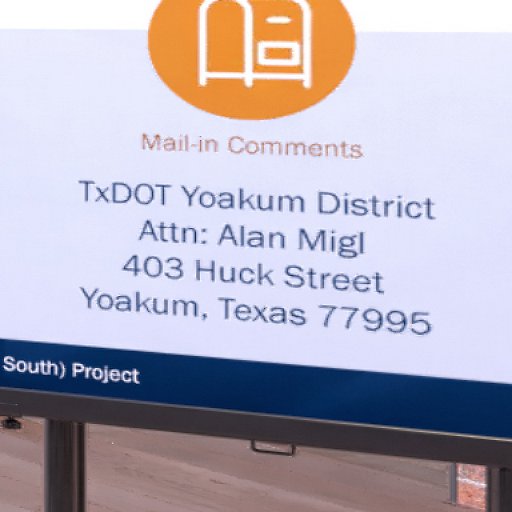 Mail-in Comments
TxDOT Yoakum District
Attn: Alan Migl
403 Huck Street
Yoakum, Texas 77995
South) Project